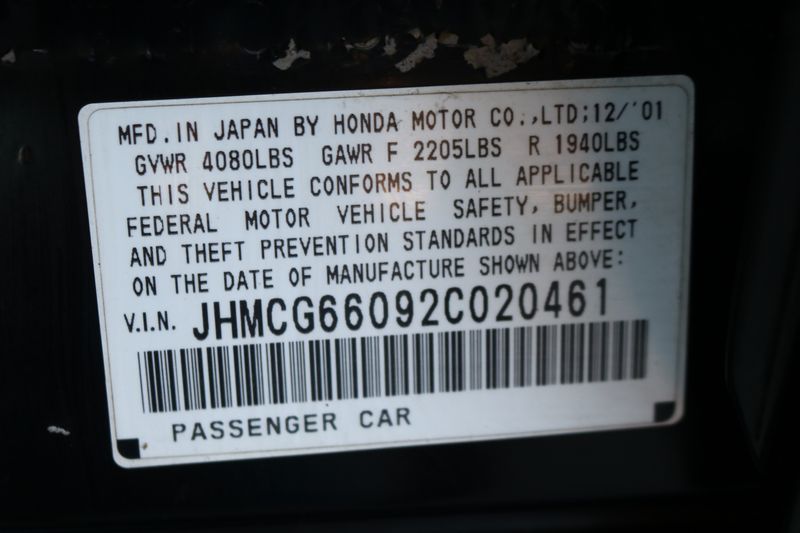 MFD.IN JAPAN BY HONDA MOTOR CO.,LTD;12/'01
GVWR 4080LBS GAWR F 2205LBS R 1940LBS
THIS VEHICLE CONFORMS TO ALL APPLICABLE
FEDERAL MOTOR VEHICLE SAFETY, BUMPER,
AND THEFT PREVENTION STANDARDS IN EFFECT
ON THE DATE OF MANUFACTURE SHOWN ABOVE:
V.I.N. JHMCG66092C020461
PASSENGER CAR